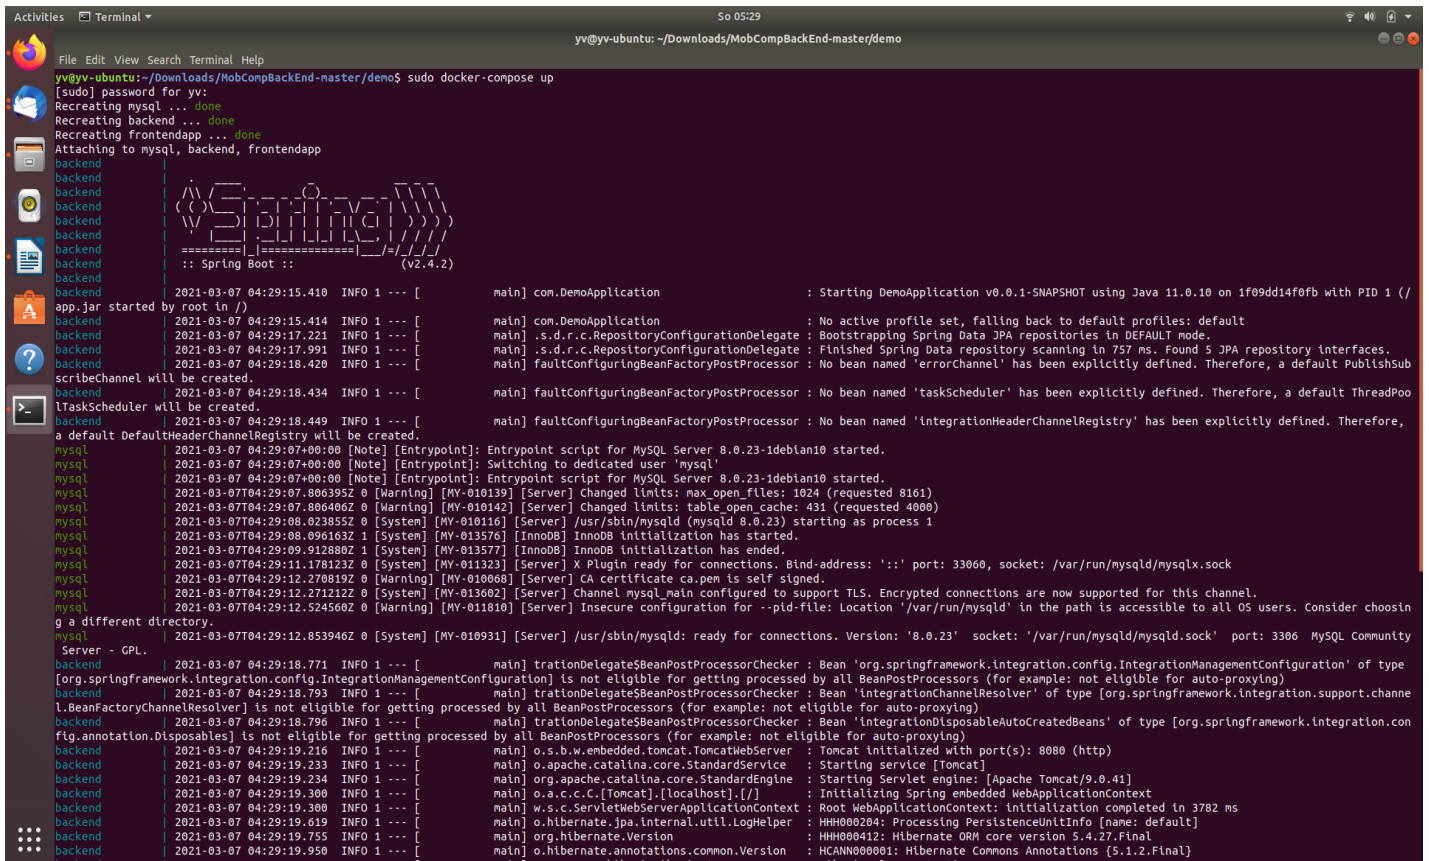 Activities Terminal
So 05:29
yv@yv-ubuntu: ~/Downloads/MobCompBackEnd-master/demo
File Edit View Search Terminal Help
yv@yv-ubuntu:~/Downloads/MobCompBackEnd-master/demo$ sudo docker-compose up
[sudo] password for yv:
Recreating mysql ... done
Recreating backend ... done
Recreating frontendapp ... done
Attaching to mysql, backend, frontendapp
backend |
backend |
backend |
backend |
backend |
backend |
backend | =========|_|==============|___/=/_/_/_/
backend | :: Spring Boot :: (v2.4.2)
backend |
backend | 2021-03-07 04:29:15.410 INFO 1 --- [ main] com.DemoApplication : Starting DemoApplication v0.0.1-SNAPSHOT using Java 11.0.10 on 1f09dd14f0fb with PID 1 (/
app.jar started by root in /)
backend | 2021-03-07 04:29:15.414 INFO 1 --- [ main] com.DemoApplication : No active profile set, falling back to default profiles: default
backend | 2021-03-07 04:29:17.221 INFO 1 --- [ main] .s.d.r.c.RepositoryConfigurationDelegate : Bootstrapping Spring Data JPA repositories in DEFAULT mode.
backend | 2021-03-07 04:29:17.991 INFO 1 --- [ main] .s.d.r.c.RepositoryConfigurationDelegate : Finished Spring Data repository scanning in 757 ms. Found 5 JPA repository interfaces.
backend | 2021-03-07 04:29:18.420 INFO 1 --- [ main] faultConfiguringBeanFactoryPostProcessor : No bean named 'errorChannel' has been explicitly defined. Therefore, a default PublishSub
scribeChannel will be created.
backend | 2021-03-07 04:29:18.434 INFO 1 --- [ main] faultConfiguringBeanFactoryPostProcessor : No bean named 'taskScheduler' has been explicitly defined. Therefore, a default ThreadPoo
lTaskScheduler will be created.
backend | 2021-03-07 04:29:18.449 INFO 1 --- [ main] faultConfiguringBeanFactoryPostProcessor : No bean named 'integrationHeaderChannelRegistry' has been explicitly defined. Therefore,
a default DefaultHeaderChannelRegistry will be created.
mysql | 2021-03-07 04:29:07+00:00 [Note] [Entrypoint]: Entrypoint script for MySQL Server 8.0.23-1debian10 started.
mysql | 2021-03-07 04:29:07+00:00 [Note] [Entrypoint]: Switching to dedicated user 'mysql'
mysql | 2021-03-07 04:29:07+00:00 [Note] [Entrypoint]: Entrypoint script for MySQL Server 8.0.23-1debian10 started.
mysql | 2021-03-07T04:29:07.806395Z 0 [Warning] [MY-010139] [Server] Changed limits: max_open_files: 1024 (requested 8161)
mysql | 2021-03-07T04:29:07.806406Z 0 [Warning] [MY-010142] [Server] Changed limits: table_open_cache: 431 (requested 4000)
mysql | 2021-03-07T04:29:08.023855Z 0 [System] [MY-010116] [Server] /usr/sbin/mysqld (mysqld 8.0.23) starting as process 1
mysql | 2021-03-07T04:29:08.096163Z 1 [System] [MY-013576] [InnoDB] InnoDB initialization has started.
mysql | 2021-03-07T04:29:09.912880Z 1 [System] [MY-013577] [InnoDB] InnoDB initialization has ended.
mysql | 2021-03-07T04:29:11.178123Z 0 [System] [MY-011323] [Server] X Plugin ready for connections. Bind-address: '::' port: 33060, socket: /var/run/mysqld/mysqlx.sock
mysql | 2021-03-07T04:29:12.270819Z 0 [Warning] [MY-010068] [Server] CA certificate ca.pem is self signed.
mysql | 2021-03-07T04:29:12.271212Z 0 [System] [MY-013602] [Server] Channel mysql_main configured to support TLS. Encrypted connections are now supported for this channel.
mysql | 2021-03-07T04:29:12.524560Z 0 [Warning] [MY-011810] [Server] Insecure configuration for --pid-file: Location '/var/run/mysqld' in the path is accessible to all OS users. Consider choosin
g a different directory.
mysql | 2021-03-07T04:29:12.853946Z 0 [System] [MY-010931] [Server] /usr/sbin/mysqld: ready for connections. Version: '8.0.23' socket: '/var/run/mysqld/mysqld.sock' port: 3306 MySQL Community
Server - GPL.
backend | 2021-03-07 04:29:18.771 INFO 1 --- [ main] trationDelegate$BeanPostProcessorChecker : Bean 'org.springframework.integration.config.IntegrationManagementConfiguration' of type
[org.springframework.integration.config.IntegrationManagementConfiguration] is not eligible for getting processed by all BeanPostProcessors (for example: not eligible for auto-proxying)
backend | 2021-03-07 04:29:18.793 INFO 1 --- [ main] trationDelegate$BeanPostProcessorChecker : Bean 'integrationChannelResolver' of type [org.springframework.integration.support.channe
l.BeanFactoryChannelResolver] is not eligible for getting processed by all BeanPostProcessors (for example: not eligible for auto-proxying)
backend | 2021-03-07 04:29:18.796 INFO 1 --- [ main] trationDelegate$BeanPostProcessorChecker : Bean 'integrationDisposableAutoCreatedBeans' of type [org.springframework.integration.con
fig.annotation.Disposables] is not eligible for getting processed by all BeanPostProcessors (for example: not eligible for auto-proxying)
backend | 2021-03-07 04:29:19.216 INFO 1 --- [ main] o.s.b.w.embedded.tomcat.TomcatWebServer : Tomcat initialized with port(s): 8080 (http)
backend | 2021-03-07 04:29:19.233 INFO 1 --- [ main] o.apache.catalina.core.StandardService : Starting service [Tomcat]
backend | 2021-03-07 04:29:19.234 INFO 1 --- [ main] org.apache.catalina.core.StandardEngine : Starting Servlet engine: [Apache Tomcat/9.0.41]
backend | 2021-03-07 04:29:19.300 INFO 1 --- [ main] o.a.c.c.C.[Tomcat].[localhost].[/] : Initializing Spring embedded WebApplicationContext
backend | 2021-03-07 04:29:19.300 INFO 1 --- [ main] w.s.c.ServletWebServerApplicationContext : Root WebApplicationContext: initialization completed in 3782 ms
backend | 2021-03-07 04:29:19.619 INFO 1 --- [ main] o.hibernate.jpa.internal.util.LogHelper : HHH000204: Processing PersistenceUnitInfo [name: default]
backend | 2021-03-07 04:29:19.755 INFO 1 --- [ main] org.hibernate.Version : HHH000412: Hibernate ORM core version 5.4.27.Final
backend | 2021-03-07 04:29:19.950 INFO 1 --- [ main] o.hibernate.annotations.common.Version : HCANN000001: Hibernate Commons Annotations {5.1.2.Final}